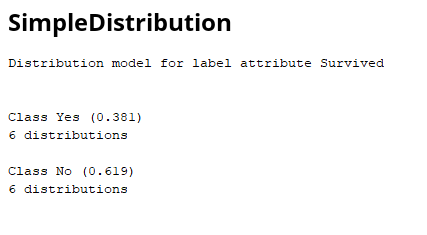 SimpleDistribution
Distribution model for label attribute Survived
Class Yes (0.381)
6 distributions
Class No (0.619)
6 distributions